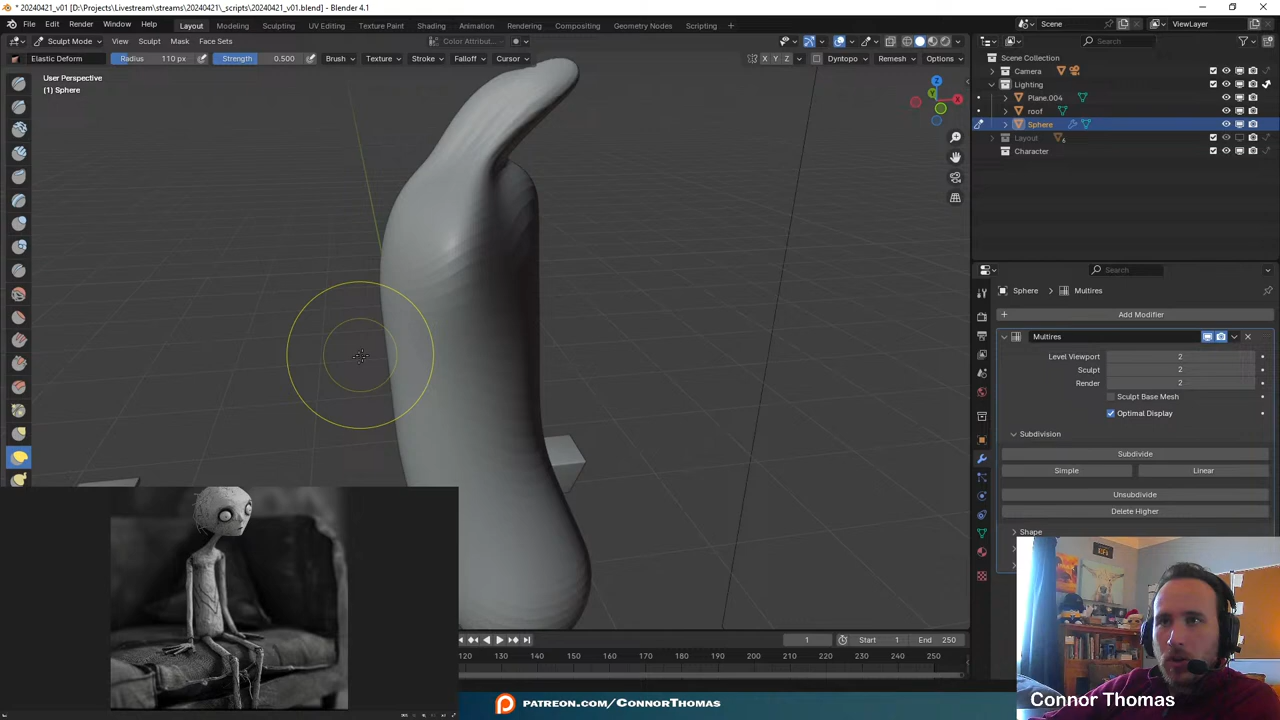 * 20240421_v01 [D:\Projects\Livestream\streams\20240421\_scripts\20240421_v01.blend] - Blender 4.1
File Edit Render Window Help Layout Modeling Sculpting UV Editing Texture Paint Shading Animation Rendering Compositing Geometry Nodes Scripting Scene ViewLayer
Sculpt Mode View Sculpt Mask Face Sets Color Attribut... Search
Elastic Deform Radius 110 px Strength 0.500 Brush Texture Stroke Falloff Cursor X Y Z Dyntopo Remesh Options
User Perspective
(1) Sphere
Scene Collection
Camera
Lighting
Plane.004
roof
Sphere
Layout
Character
Search
Sphere Multires
Add Modifier
Multires
Level Viewport 2
Sculpt 2
Render 2
Sculpt Base Mesh
Optimal Display
Subdivision
Subdivide
Simple Linear
Unsubdivide
Delete Higher
Shape
1 Start 1 End 250
120 130 140 150 160 170 180 190 200 210 220 230 240 250
PATREON.COM/CONNORTHOMAS
Connor Thomas